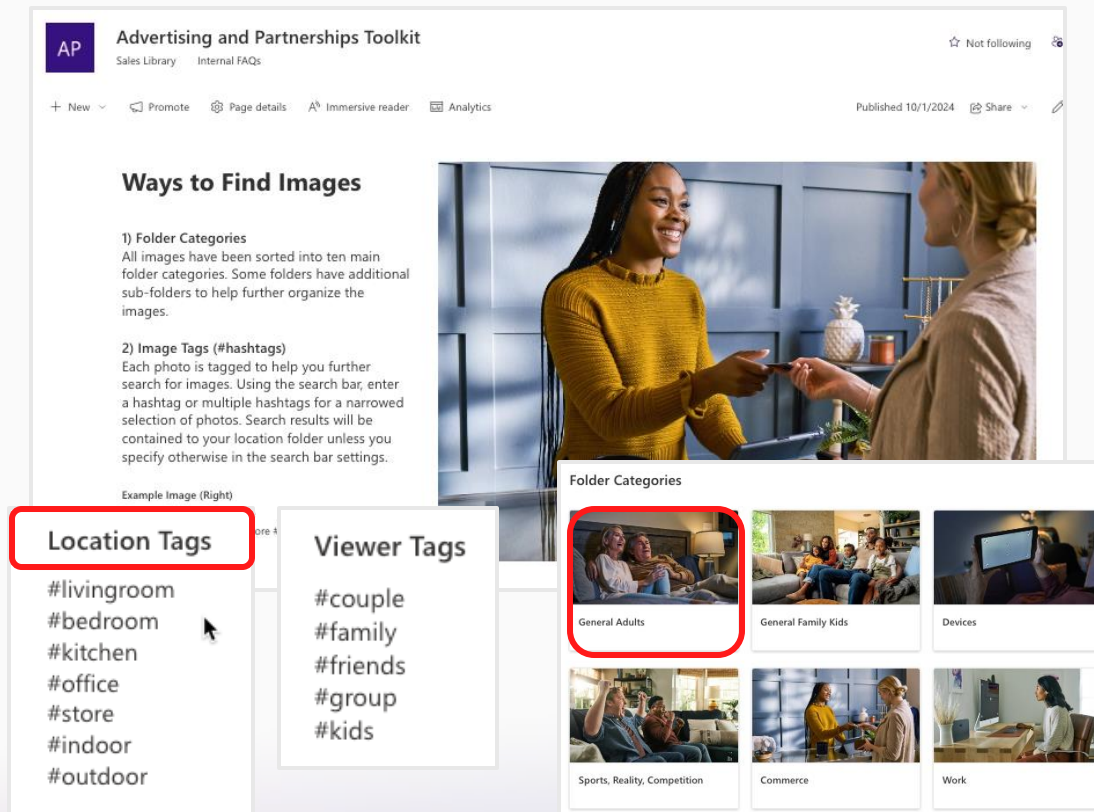 AP
Advertising and Partnerships Toolkit
Sales Library Internal FAQs
Not following
New Promote Page details Immersive reader Analytics
Published 10/1/2024 Share
Ways to Find Images
1) Folder Categories
All images have been sorted into ten main
folder categories. Some folders have additional
sub-folders to help further organize the
images.
2) Image Tags (#hashtags)
Each photo is tagged to help you further
search for images. Using the search bar, enter
a hashtag or multiple hashtags for a narrowed
selection of photos. Search results will be
contained to your location folder unless you
specify otherwise in the search bar settings.
Example Image (Right)
ore #
Location Tags
#livingroom
#bedroom
#kitchen
#office
#store
#indoor
#outdoor
Viewer Tags
#couple
#family
#friends
#group
#kids
Folder Categories
General Adults
General Family Kids
Devices
Sports, Reality, Competition
Commerce
Work